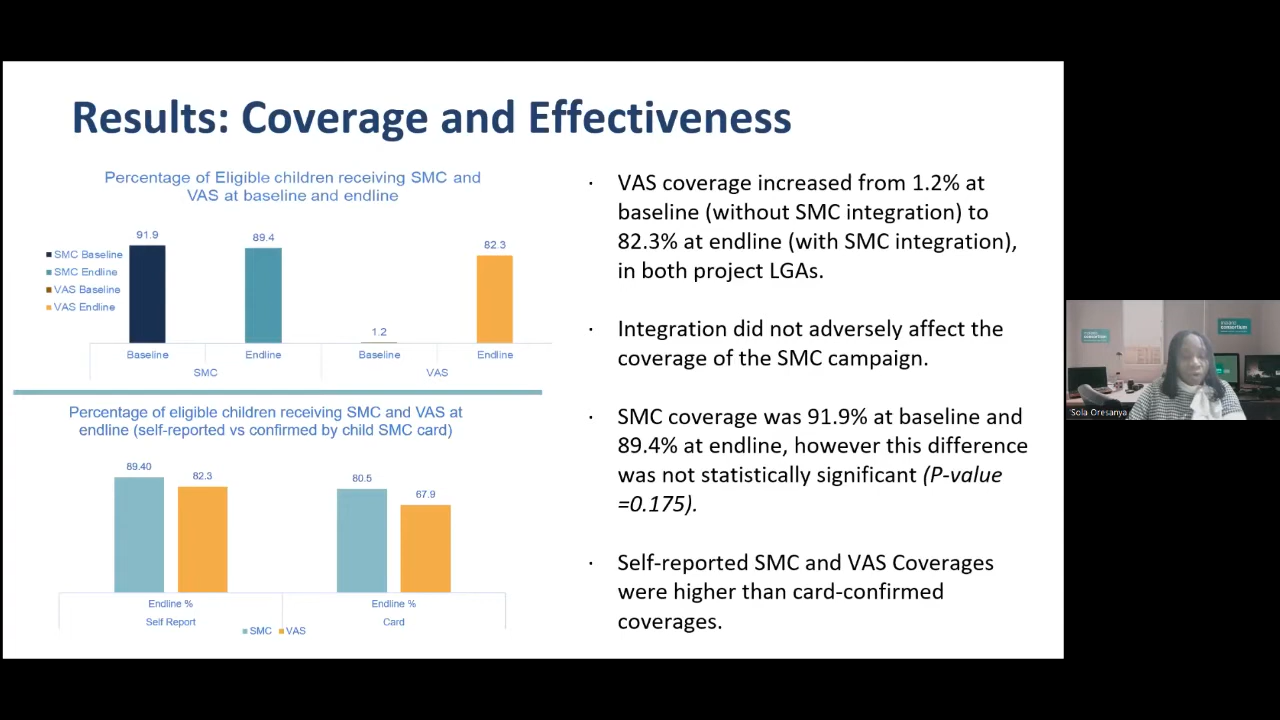 Results: Coverage and Effectiveness
Percentage of Eligible children receiving SMC and
VAS at baseline and endline
91.9
89.4
82.3
1.2
SMC Baseline
SMC Endline
VAS Baseline
VAS Endline
Baseline
Endline
Baseline
Endline
SMC
VAS
Percentage of eligible children receiving SMC and VAS at
endline (self-reported vs confirmed by child SMC card)
89.40
82.3
80.5
67.9
Endline %
Endline %
Self Report
Card
SMC
VAS
· VAS coverage increased from 1.2% at
baseline (without SMC integration) to
82.3% at endline (with SMC integration),
in both project LGAs.
· Integration did not adversely affect the
coverage of the SMC campaign.
· SMC coverage was 91.9% at baseline and
89.4% at endline, however this difference
was not statistically significant (P-value
=0.175).
· Self-reported SMC and VAS Coverages
were higher than card-confirmed
coverages.
malaria
consortium
malaria
consortium
Sola Oresanya